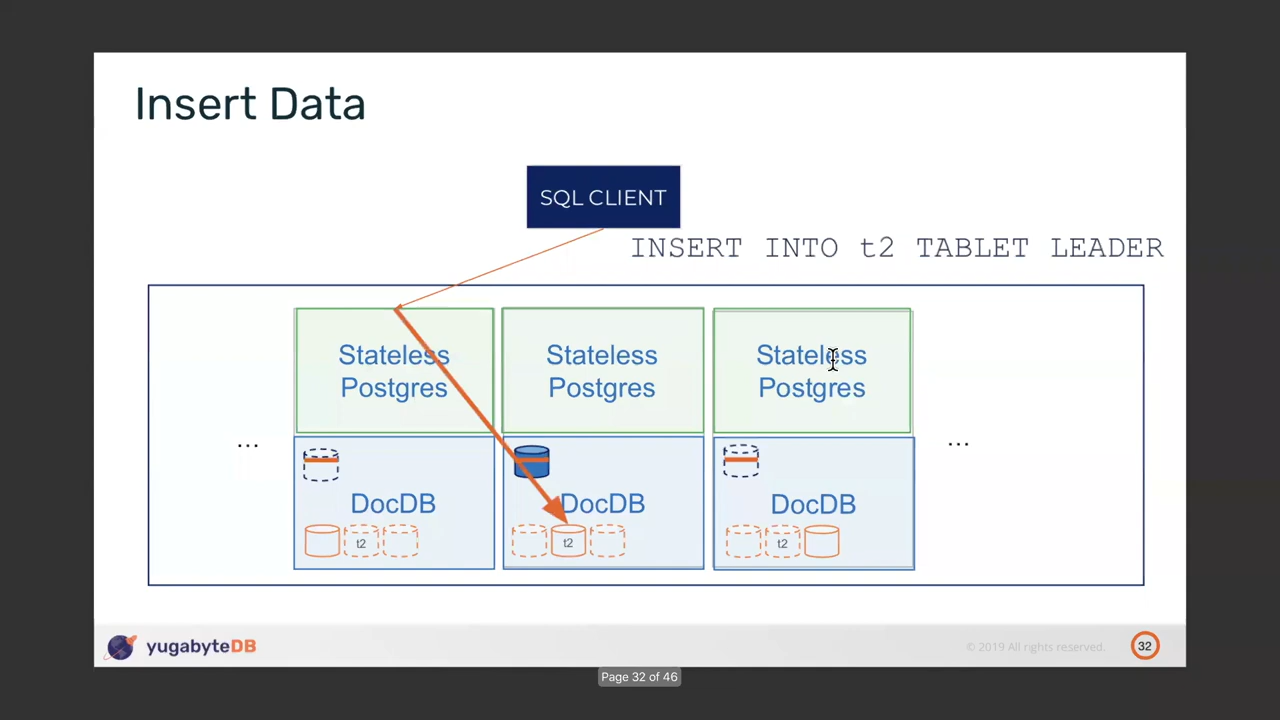 Insert Data
SQL CLIENT
INSERT INTO t2 TABLET LEADER
Stateless
Postgres
Stateless
Postgres
Stateless
Postgres
...
...
DocDB
DocDB
DocDB
t2
t2
t2
yugabyteDB
© 2019 All rights reserved.
32
Page 32 of 46